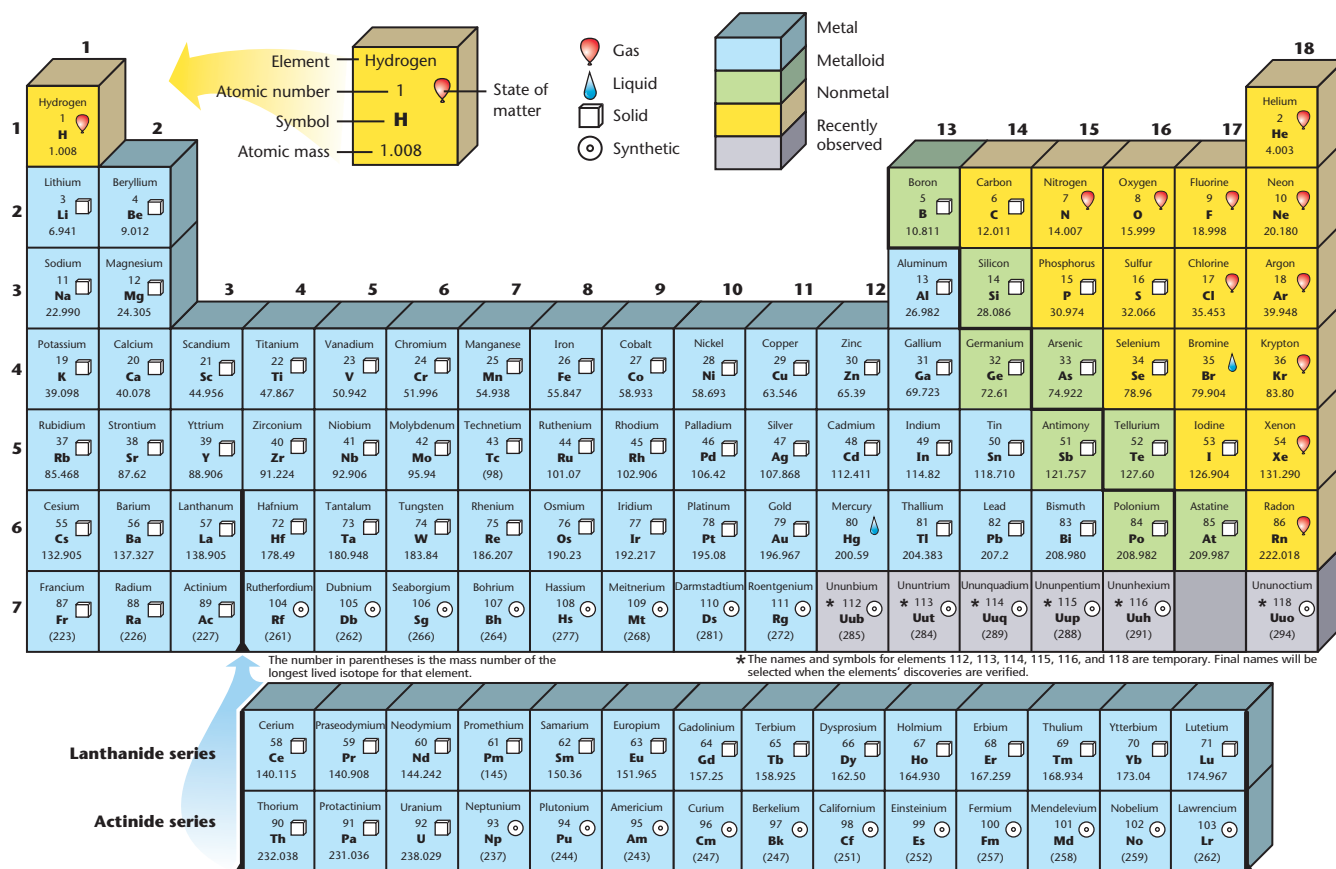 1
Element
Hydrogen
Atomic number
1
State of matter
Symbol
H
Atomic mass
1.008
Gas
Liquid
Solid
Synthetic
Metal
Metalloid
Nonmetal
Recently observed
18
Hydrogen Helium
1 2
1 H He
1.008 4.003
2 13 14 15 16 17
Lithium Beryllium Boron Carbon Nitrogen Oxygen Fluorine Neon
3 4 5 6 7 8 9 10
2 Li Be B C N O F Ne
6.941 9.012 10.811 12.011 14.007 15.999 18.998 20.180
Sodium Magnesium Aluminum Silicon Phosphorus Sulfur Chlorine Argon
11 12 13 14 15 16 17 18
3 Na Mg Al Si P S Cl Ar
22.990 24.305 26.982 28.086 30.974 32.066 35.453 39.948
3 4 5 6 7 8 9 10 11 12
Potassium Calcium Scandium Titanium Vanadium Chromium Manganese Iron Cobalt Nickel Copper Zinc Gallium Germanium Arsenic Selenium Bromine Krypton
19 20 21 22 23 24 25 26 27 28 29 30 31 32 33 34 35 36
4 K Ca Sc Ti V Cr Mn Fe Co Ni Cu Zn Ga Ge As Se Br Kr
39.098 40.078 44.956 47.867 50.942 51.996 54.938 55.847 58.933 58.693 63.546 65.39 69.723 72.61 74.922 78.96 79.904 83.80
Rubidium Strontium Yttrium Zirconium Niobium Molybdenum Technetium Ruthenium Rhodium Palladium Silver Cadmium Indium Tin Antimony Tellurium Iodine Xenon
37 38 39 40 41 42 43 44 45 46 47 48 49 50 51 52 53 54
5 Rb Sr Y Zr Nb Mo Tc Ru Rh Pd Ag Cd In Sn Sb Te I Xe
85.468 87.62 88.906 91.224 92.906 95.94 (98) 101.07 102.906 106.42 107.868 112.411 114.82 118.710 121.757 127.60 126.904 131.290
Cesium Barium Lanthanum Hafnium Tantalum Tungsten Rhenium Osmium Iridium Platinum Gold Mercury Thallium Lead Bismuth Polonium Astatine Radon
55 56 57 72 73 74 75 76 77 78 79 80 81 82 83 84 85 86
6 Cs Ba La Hf Ta W Re Os Ir Pt Au Hg Tl Pb Bi Po At Rn
132.905 137.327 138.905 178.49 180.948 183.84 186.207 190.23 192.217 195.08 196.967 200.59 204.383 207.2 208.980 208.982 209.987 222.018
Francium Radium Actinium Rutherfordium Dubnium Seaborgium Bohrium Hassium Meitnerium Darmstadtium Roentgenium Ununbium Ununtrium Ununquadium Ununpentium Ununhexium Ununoctium
87 88 89 104 105 106 107 108 109 110 111 * 112 * 113 * 114 * 115 * 116 * 118
7 Fr Ra Ac Rf Db Sg Bh Hs Mt Ds Rg Uub Uut Uuq Uup Uuh Uuo
(223) (226) (227) (261) (262) (266) (264) (277) (268) (281) (272) (285) (284) (289) (288) (291) (294)
The number in parentheses is the mass number of the
longest lived isotope for that element.
* The names and symbols for elements 112, 113, 114, 115, 116, and 118 are temporary. Final names will be
selected when the elements' discoveries are verified.
Cerium Praseodymium Neodymium Promethium Samarium Europium Gadolinium Terbium Dysprosium Holmium Erbium Thulium Ytterbium Lutetium
58 59 60 61 62 63 64 65 66 67 68 69 70 71
Lanthanide series Ce Pr Nd Pm Sm Eu Gd Tb Dy Ho Er Tm Yb Lu
140.115 140.908 144.242 (145) 150.36 151.965 157.25 158.925 162.50 164.930 167.259 168.934 173.04 174.967
Thorium Protactinium Uranium Neptunium Plutonium Americium Curium Berkelium Californium Einsteinium Fermium Mendelevium Nobelium Lawrencium
90 91 92 93 94 95 96 97 98 99 100 101 102 103
Actinide series Th Pa U Np Pu Am Cm Bk Cf Es Fm Md No Lr
232.038 231.036 238.029 (237) (244) (243) (247) (247) (251) (252) (257) (258) (259) (262)